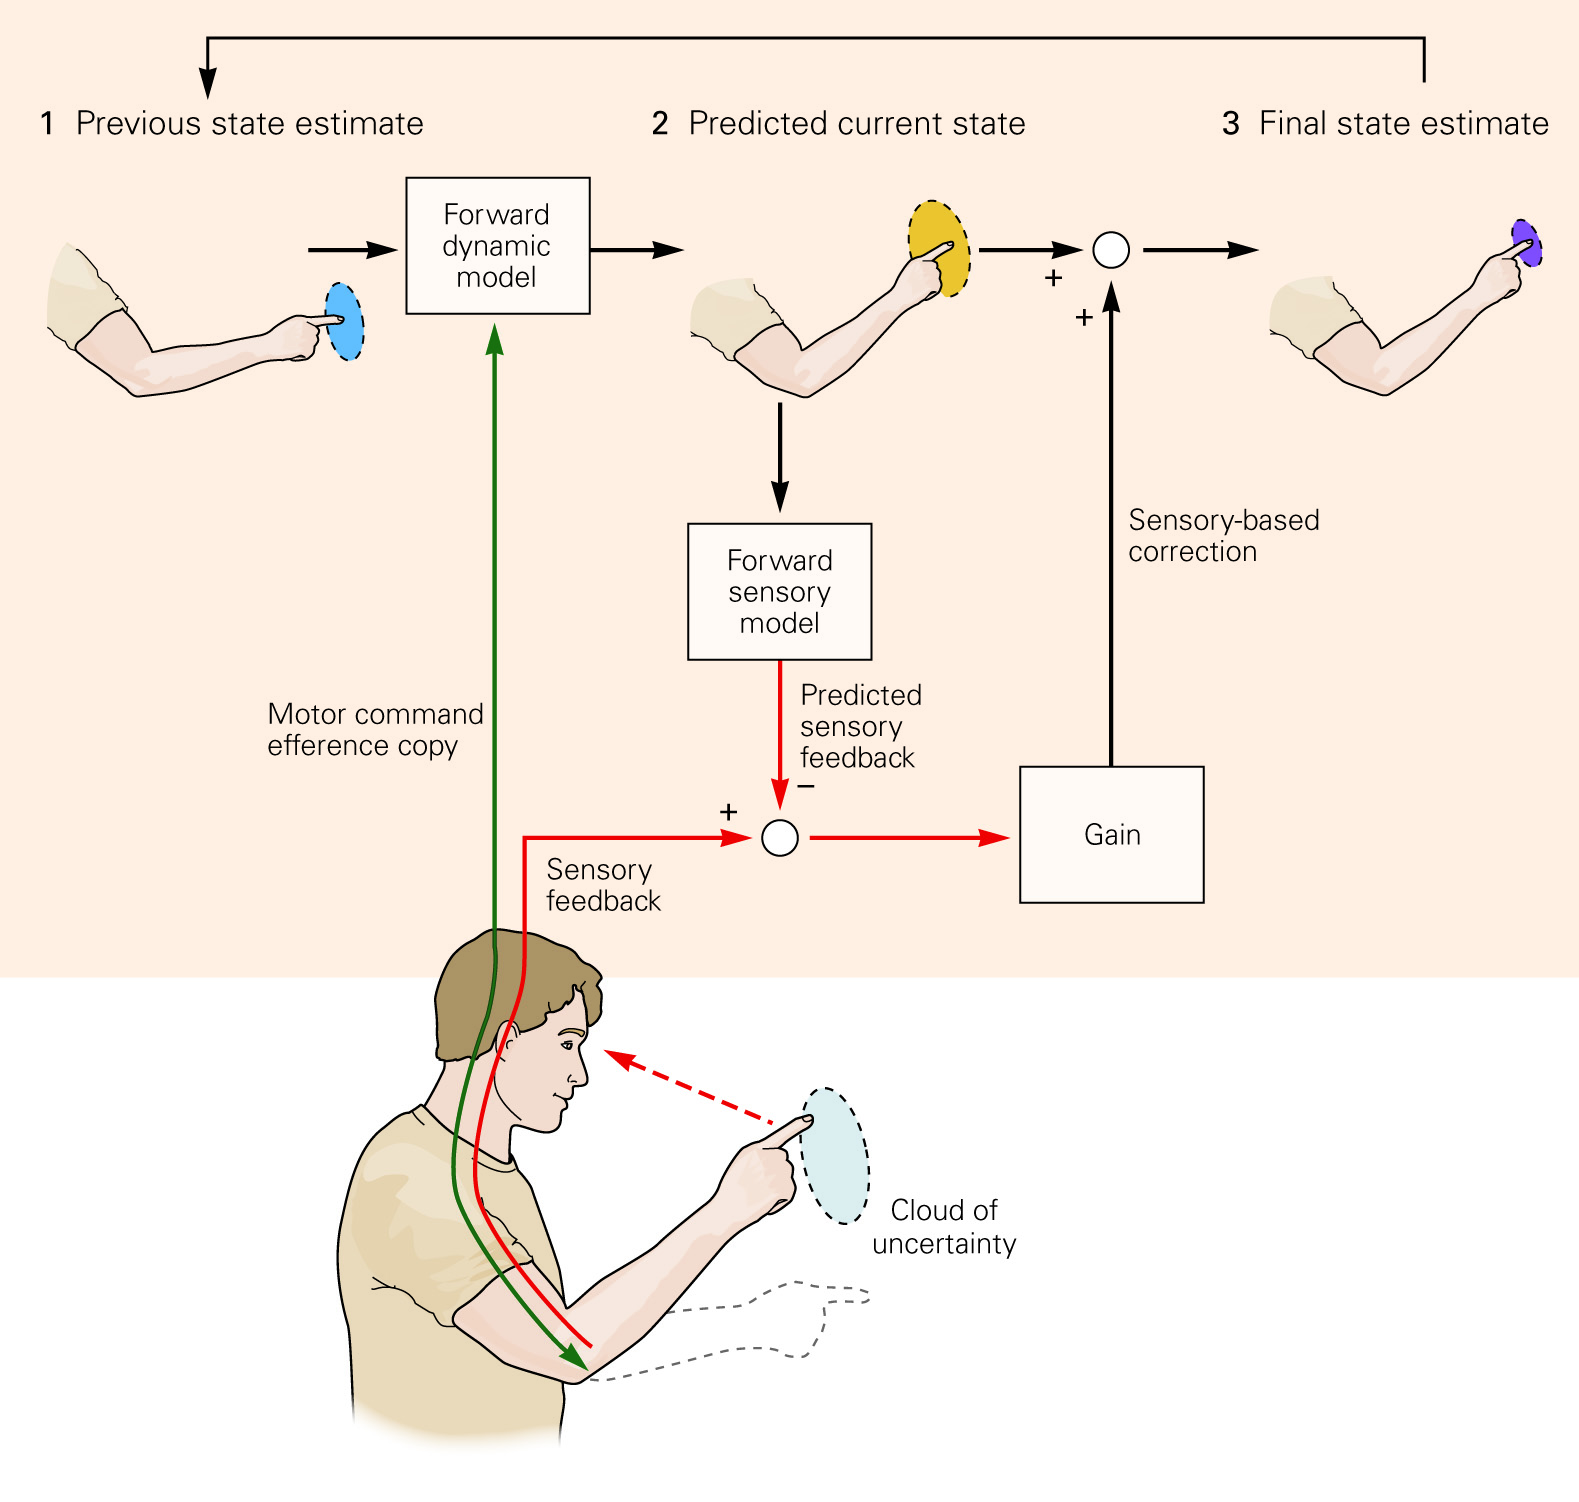 1 Previous state estimate
2 Predicted current state
3 Final state estimate
Forward
dynamic
model
+
+
Sensory-based
correction
Forward
sensory
model
Motor command
efference copy
Predicted
sensory
feedback
−
+
Gain
Sensory
feedback
Cloud of
uncertainty